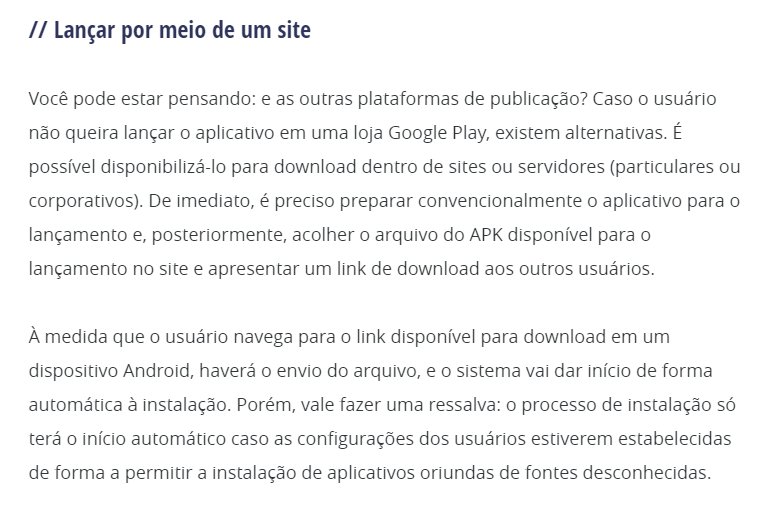 // Lançar por meio de um site
Você pode estar pensando: e as outras plataformas de publicação? Caso o usuário
não queira lançar o aplicativo em uma loja Google Play, existem alternativas. É
possível disponibilizá-lo para download dentro de sites ou servidores (particulares ou
corporativos). De imediato, é preciso preparar convencionalmente o aplicativo para o
lançamento e, posteriormente, acolher o arquivo do APK disponível para o
lançamento no site e apresentar um link de download aos outros usuários.
À medida que o usuário navega para o link disponível para download em um
dispositivo Android, haverá o envio do arquivo, e o sistema vai dar início de forma
automática à instalação. Porém, vale fazer uma ressalva: o processo de instalação só
terá o início automático caso as configurações dos usuários estiverem estabelecidas
de forma a permitir a instalação de aplicativos oriundas de fontes desconhecidas.